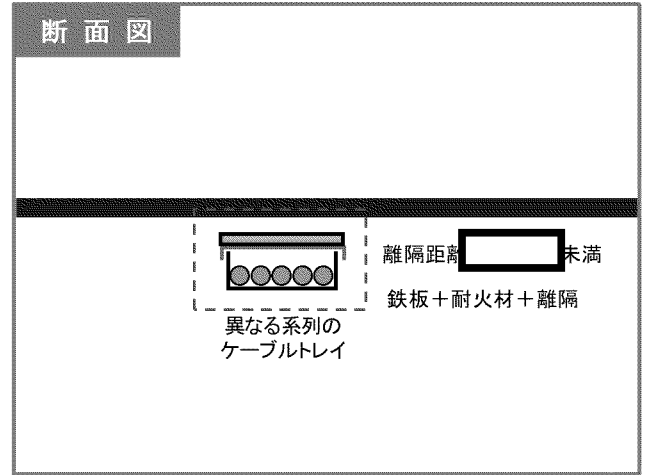 断面図
離隔距離 未満
鉄板＋耐火材＋離隔
異なる系列の
ケーブルトレイ